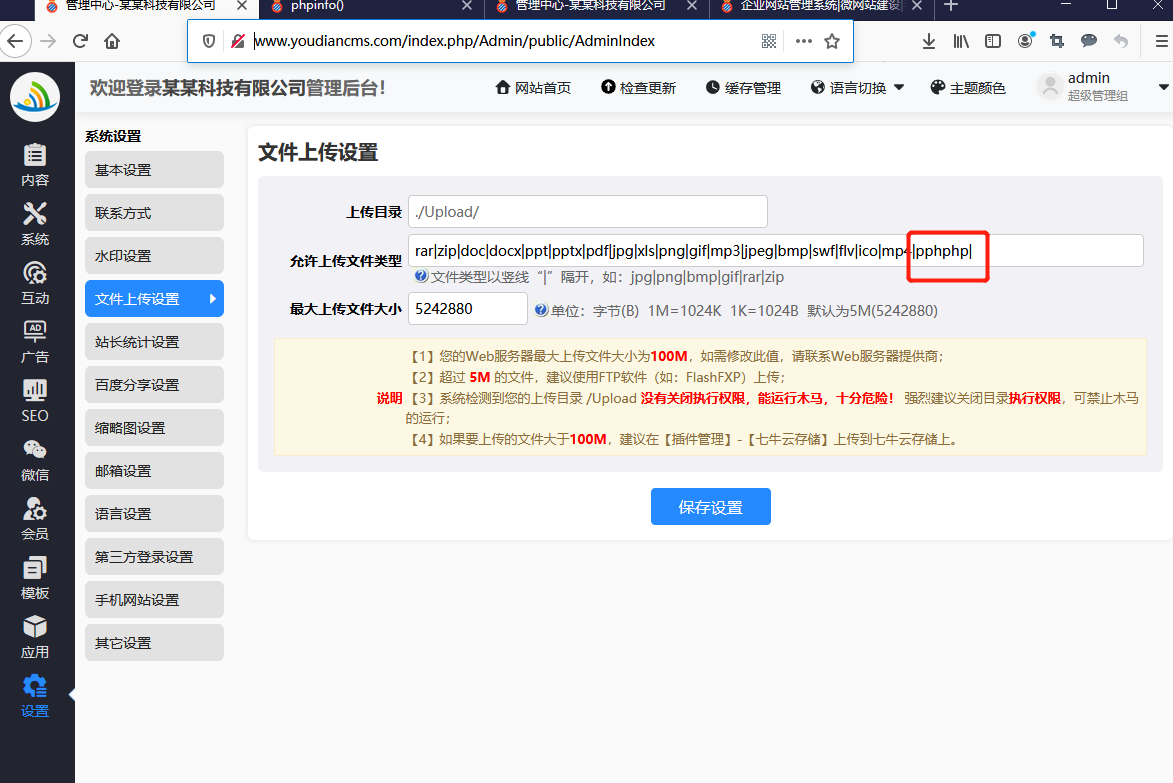 管理中心-某某科技有限公司
phpinfo()
管理中心-某某科技有限公司
企业网站管理系统|微网站建设|
www.youdiancms.com/index.php/Admin/public/AdminIndex
欢迎登录某某科技有限公司管理后台！
网站首页
检查更新
缓存管理
语言切换
主题颜色
admin
超级管理组
内容
系统
互动
AD
广告
SEO
微信
会员
模板
应用
设置
系统设置
基本设置
联系方式
水印设置
文件上传设置
站长统计设置
百度分享设置
缩略图设置
邮箱设置
语言设置
第三方登录设置
手机网站设置
其它设置
文件上传设置
上传目录 ./Upload/
允许上传文件类型 rar|zip|doc|docx|ppt|pptx|pdf|jpg|xls|png|gif|mp3|jpeg|bmp|swf|flv|ico|mp4|pphphp|
文件类型以竖线“|”隔开，如：jpg|png|bmp|gif|rar|zip
最大上传文件大小 5242880 单位：字节(B) 1M=1024K 1K=1024B 默认为5M(5242880)
说明
【1】您的Web服务器最大上传文件大小为100M，如需修改此值，请联系Web服务器提供商；
【2】超过 5M 的文件，建议使用FTP软件（如：FlashFXP）上传；
【3】系统检测到您的上传目录 /Upload 没有关闭执行权限，能运行木马，十分危险！ 强烈建议关闭目录执行权限，可禁止木马
的运行；
【4】如果要上传的文件大于100M，建议在【插件管理】-【七牛云存储】上传到七牛云存储上。
保存设置